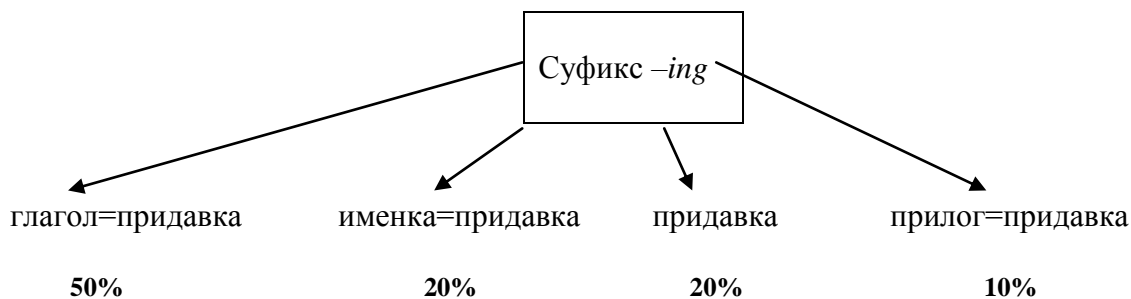 Суфикс –ing
глагол=придавка именка=придавка придавка прилог=придавка
50% 20% 20% 10%